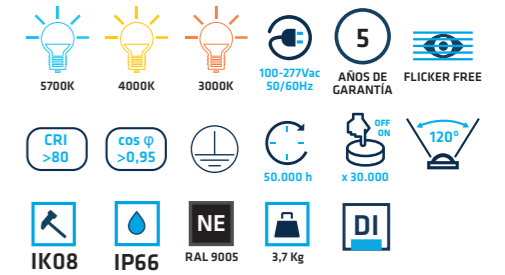 5700K
4000K
3000K
100-277Vac
50/60Hz
5
AÑOS DE
GARANTÍA
FLICKER FREE
CRI
>80
cos φ
>0,95
50.000 h
OFF
ON
x 30.000
120°
IK08
IP66
NE
RAL 9005
3,7 Kg
DI